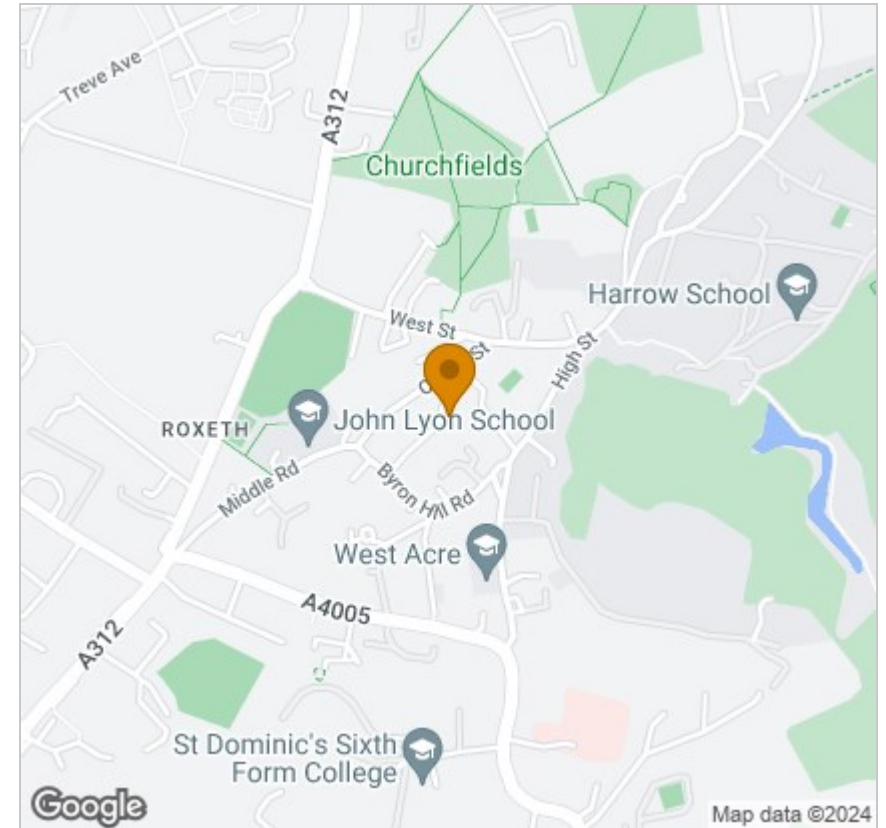 Treve Ave
A312
Churchfields
Harrow School
West St
St
High St
ROXETH
John Lyon School
Middle Rd
Byron Hill Rd
West Acre
A4005
A312
St Dominic's Sixth
Form College
Google
Map data ©2024